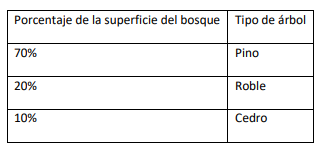 Porcentaje de la superficie del bosque Tipo de árbol
70% Pino
20% Roble
10% Cedro